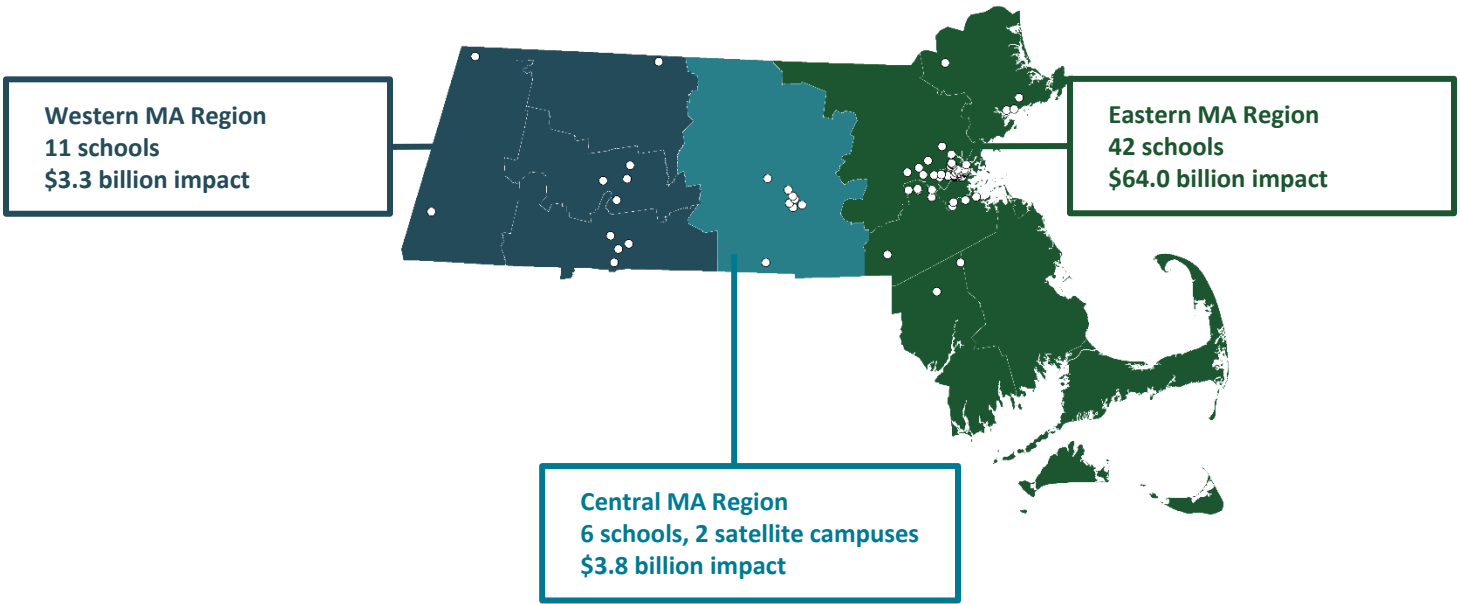 Western MA Region
11 schools
$3.3 billion impact
Eastern MA Region
42 schools
$64.0 billion impact
Central MA Region
6 schools, 2 satellite campuses
$3.8 billion impact